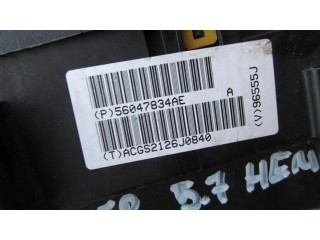 (P)56047834AE A
(V)96555J
(T)ACGS2126J0840
5.7 HEM